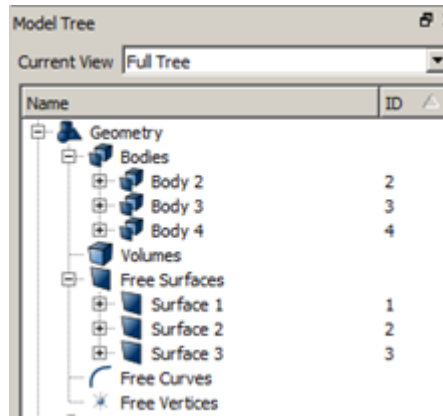 Model Tree
Current View Full Tree
Name ID
Geometry
Bodies
Body 2 2
Body 3 3
Body 4 4
Volumes
Free Surfaces
Surface 1 1
Surface 2 2
Surface 3 3
Free Curves
Free Vertices